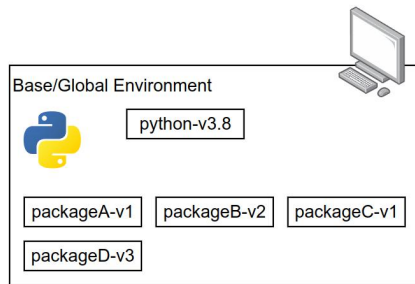 Base/Global Environment
python-v3.8
packageA-v1 packageB-v2 packageC-v1
packageD-v3